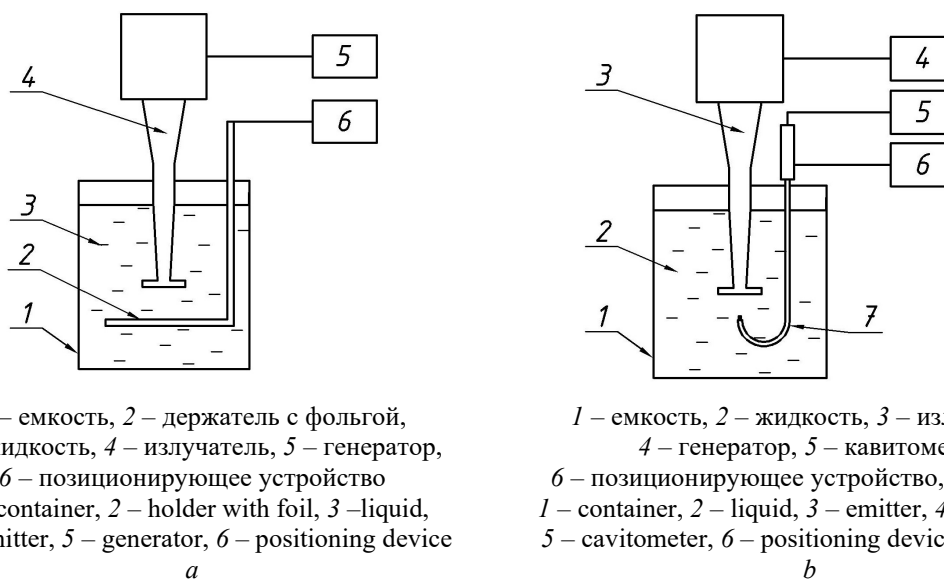 5
4
6
3
2
1
4
3
5
6
2
1
7
– емкость, 2 – держатель с фольгой,
идкость, 4 – излучатель, 5 – генератор,
6 – позиционирующее устройство
container, 2 – holder with foil, 3 –liquid,
itter, 5 – generator, 6 – positioning device
a
1 – емкость, 2 – жидкость, 3 – изл
4 – генератор, 5 – кавитоме
6 – позиционирующее устройство,
1 – container, 2 – liquid, 3 – emitter, 4
5 – cavitometer, 6 – positioning devic
b